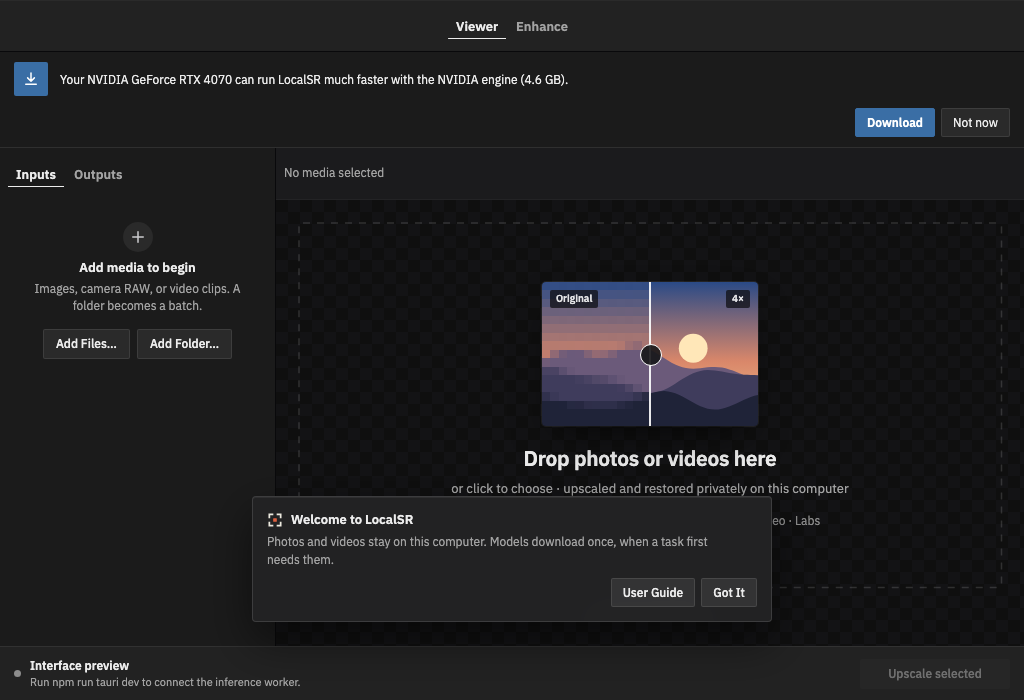 Viewer Enhance
Your NVIDIA GeForce RTX 4070 can run LocalSR much faster with the NVIDIA engine (4.6 GB).
Download Not now
Inputs Outputs
No media selected
Add media to begin
Images, camera RAW, or video clips. A
folder becomes a batch.
Add Files... Add Folder...
Original 4×
Drop photos or videos here
or click to choose · upscaled and restored privately on this computer
eo · Labs
Welcome to LocalSR
Photos and videos stay on this computer. Models download once, when a task first
needs them.
User Guide Got It
Interface preview
Run npm run tauri dev to connect the inference worker.
Upscale selected